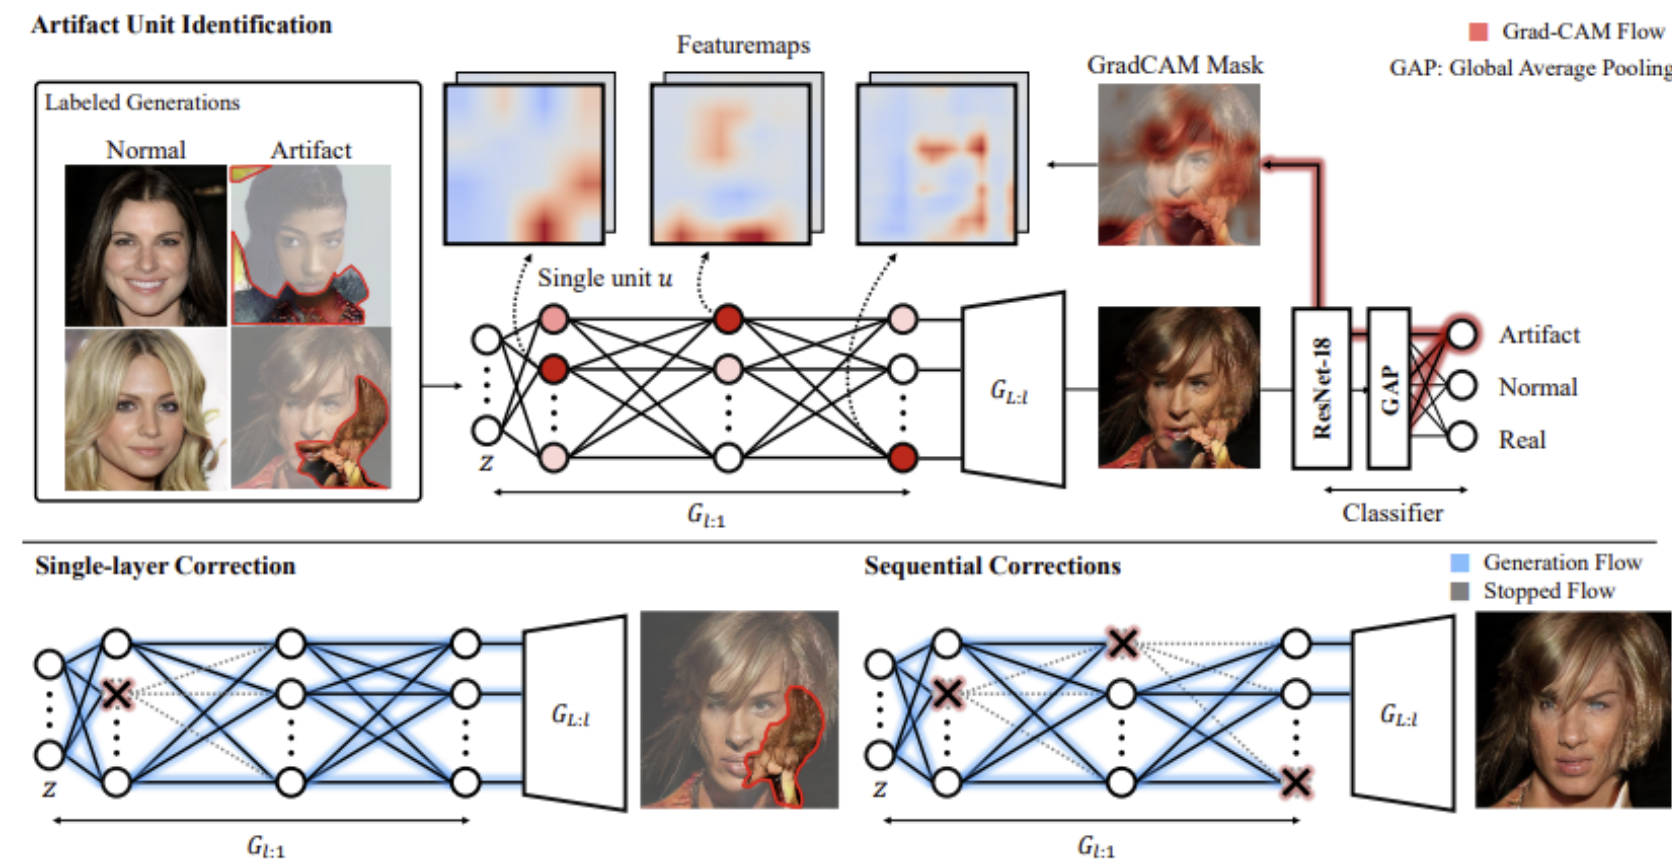 Artifact Unit Identification
Grad-CAM Flow
GAP: Global Average Pooling
Featuremaps
GradCAM Mask
Labeled Generations
Normal
Artifact
Single unit u
z
G_{l:1}
G_{L:l}
ResNet-18
GAP
Artifact
Normal
Real
Classifier
Single-layer Correction
z
G_{l:1}
G_{L:l}
Sequential Corrections
Generation Flow
Stopped Flow
z
G_{l:1}
G_{L:l}